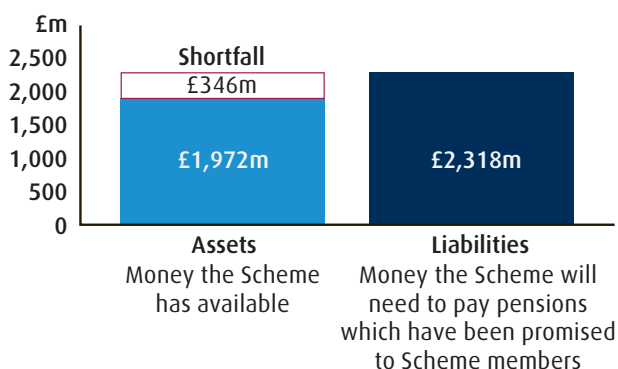 £m
2,500
2,000
1,500
1,000
500
0
Shortfall
£346m
£1,972m
£2,318m
Assets
Money the Scheme
has available
Liabilities
Money the Scheme will
need to pay pensions
which have been promised
to Scheme members